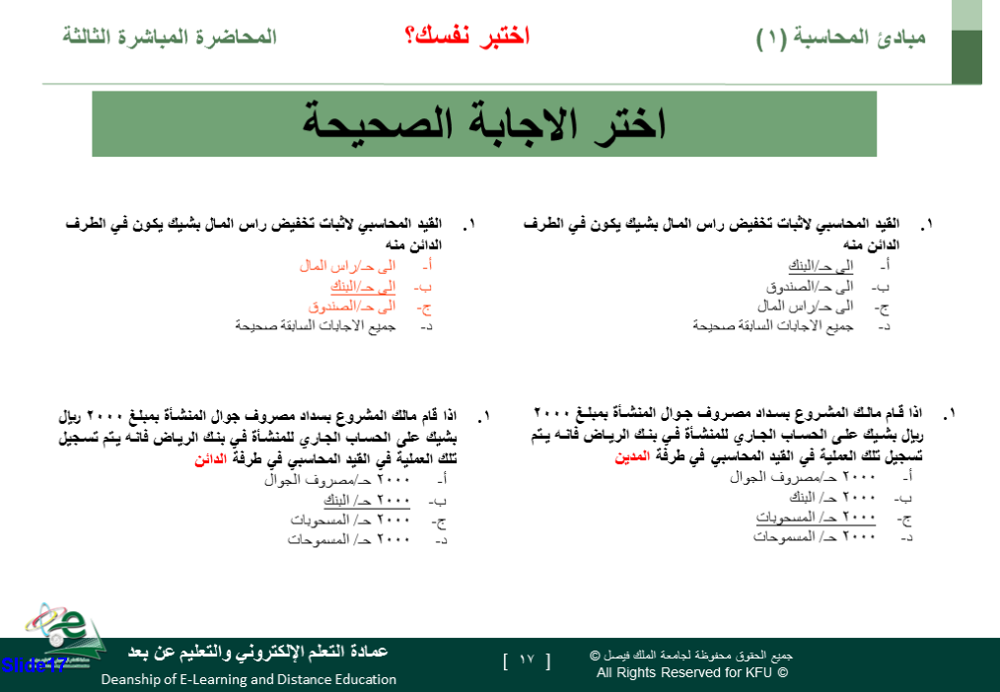 مبادئ المحاسبة (١)
اختبر نفسك؟
المحاضرة المباشرة الثالثة
اختر الاجابة الصحيحة
١. القيد المحاسبي لاثبات تخفيض راس المال بشيك يكون في الطرف
الدائن منه
أ- الى حـ/البنك
ب- الى حـ/الصندوق
ج- الى حـ/راس المال
د- جميع الاجابات السابقة صحيحة
١. القيد المحاسبي لاثبات تخفيض راس المال بشيك يكون في الطرف
الدائن منه
أ- الى حـ/راس المال
ب- الى حـ/البنك
ج- الى حـ/الصندوق
د- جميع الاجابات السابقة صحيحة
١. اذا قام مالك المشروع بسداد مصروف جوال المنشأة بمبلغ ٢٠٠٠
ريال بشيك على الحساب الجاري للمنشأة في بنك الرياض فانه يتم
تسجيل تلك العملية في القيد المحاسبي في طرفة المدين
أ- ٢٠٠٠ حـ/مصروف الجوال
ب- ٢٠٠٠ حـ/ البنك
ج- ٢٠٠٠ حـ/ المسحوبات
د- ٢٠٠٠ حـ/ المسموحات
١. اذا قام مالك المشروع بسداد مصروف جوال المنشأة بمبلغ ٢٠٠٠ ريال
بشيك على الحساب الجاري للمنشأة في بنك الرياض فانه يتم تسجيل
تلك العملية في القيد المحاسبي في طرفة الدائن
أ- ٢٠٠٠ حـ/مصروف الجوال
ب- ٢٠٠٠ حـ/ البنك
ج- ٢٠٠٠ حـ/ المسحوبات
د- ٢٠٠٠ حـ/ المسموحات
جميع الحقوق محفوظة لجامعة الملك فيصل ©
All Rights Reserved for KFU ©
[ ١٧ ]
عمادة التعلم الإلكتروني والتعليم عن بعد
Deanship of E-Learning and Distance Education
Slide17